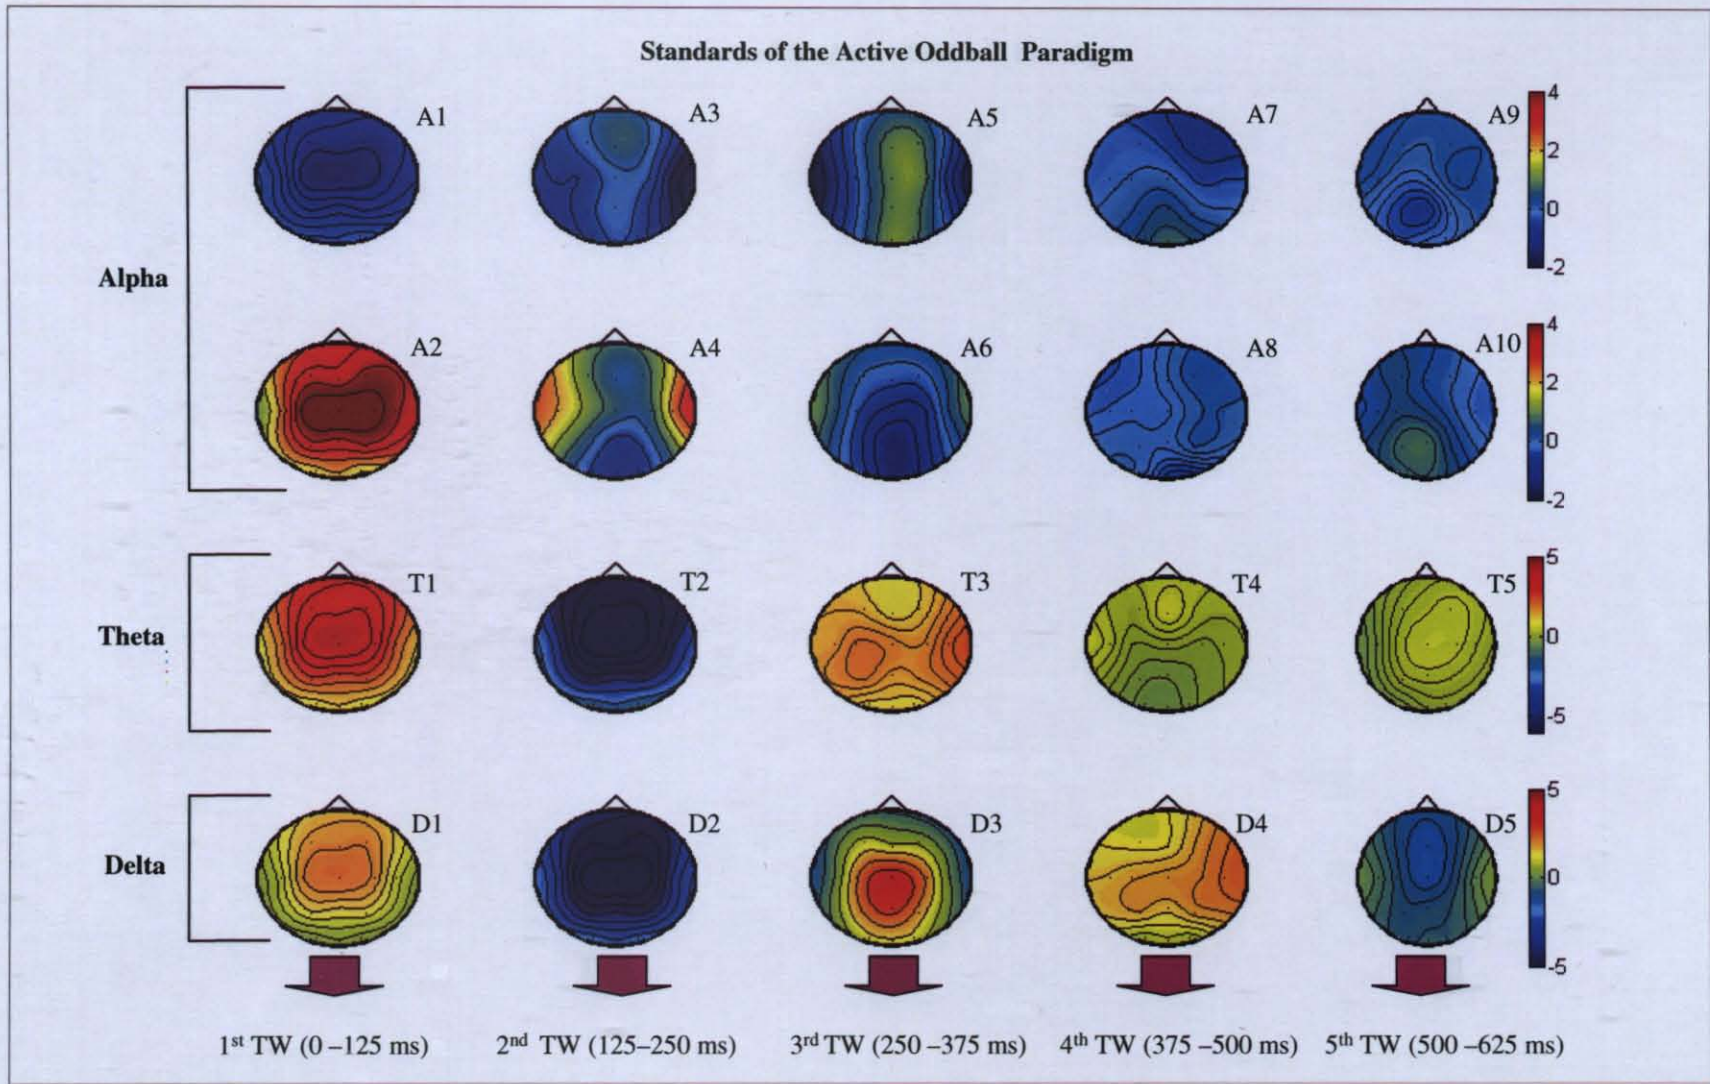 Standards of the Active Oddball Paradigm
A1 A3 A5 A7 A9
4
2
0
-2
Alpha
A2 A4 A6 A8 A10
4
2
0
-2
T1 T2 T3 T4 T5
5
0
-5
Theta
D1 D2 D3 D4 D5
5
0
-5
Delta
1st TW (0 –125 ms) 2nd TW (125–250 ms) 3rd TW (250 –375 ms) 4th TW (375 –500 ms) 5th TW (500 –625 ms)